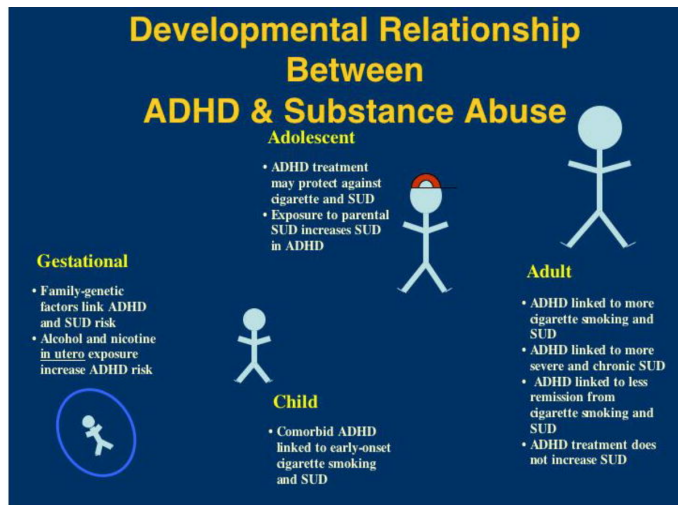 Developmental Relationship
Between
ADHD & Substance Abuse
Gestational
• Family-genetic
factors link ADHD
and SUD risk
• Alcohol and nicotine
in utero exposure
increase ADHD risk
Child
• Comorbid ADHD
linked to early-onset
cigarette smoking
and SUD
Adolescent
• ADHD treatment
may protect against
cigarette and SUD
• Exposure to parental
SUD increases SUD
in ADHD
Adult
• ADHD linked to more
cigarette smoking and
SUD
• ADHD linked to more
severe and chronic SUD
• ADHD linked to less
remission from
cigarette smoking and
SUD
• ADHD treatment does
not increase SUD